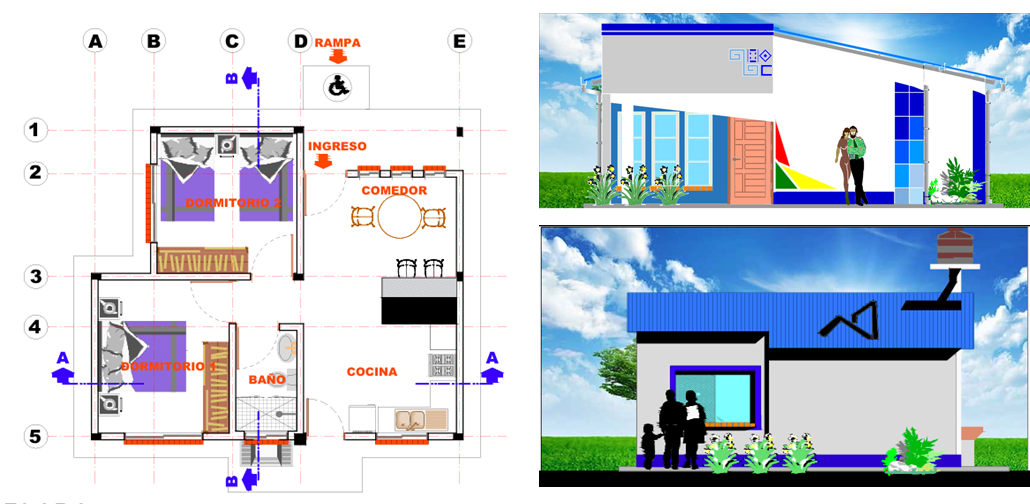 A B C D E
RAMPA
B
1
INGRESO
2
COMEDOR
DORMITORIO 2
3
4
A A
DORMITORIO 1
COCINA
BAÑO
5
B